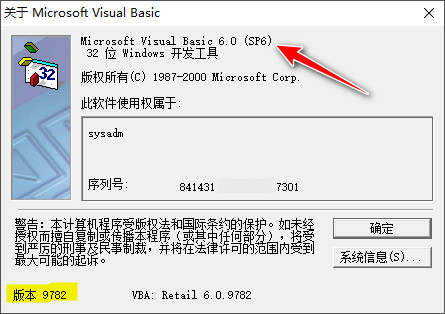 关于 Microsoft Visual Basic
32
Microsoft Visual Basic 6.0 (SP6)
32 位 Windows 开发工具
版权所有(C) 1987-2000 Microsoft Corp.
此软件使用权属于:
sysadm
序列号: 841431 7301
警告: 本计算机程序受版权法和国际条约的保护。如未经
授权而擅自复制或传播本程序（或其中任何部分），将受
到严厉的刑事及民事制裁，并将在法律许可的范围内受到
最大可能的起诉。
确定
系统信息(S)...
版本 9782 VBA: Retail 6.0.9782